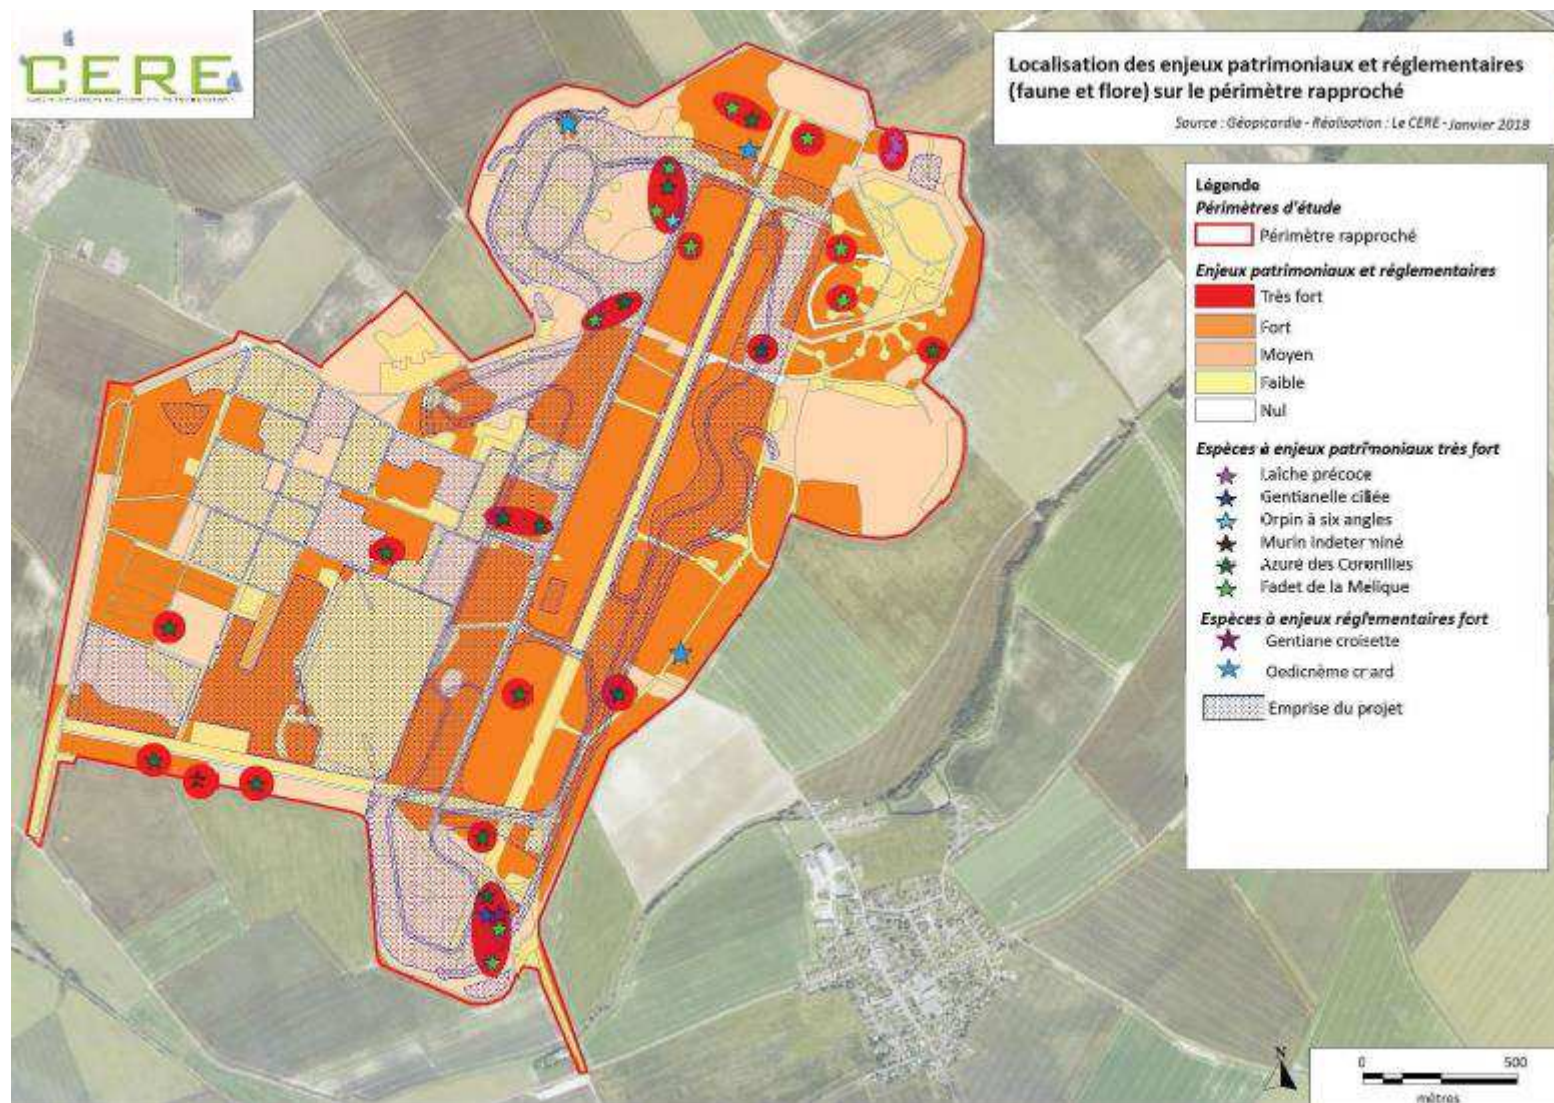 CERE
Localisation des enjeux patrimoniaux et réglementaires
(faune et flore) sur le périmètre rapproché
Source : Géopicardie - Réalisation : Le CERE - Janvier 2018
Légende
Périmètres d'étude
Périmètre rapproché
Enjeux patrimoniaux et réglementaires
Très fort
Fort
Moyen
Faible
Nul
Espèces à enjeux patrimoniaux très fort
Laîche précoce
Gentianelle ciliée
Orpin à six angles
Murin indeterminé
Azuré des Coronilles
Fadet de la Mélique
Espèces à enjeux réglementaires fort
Gentiane croisette
Oedicnème criard
Emprise du projet
N
0 500
mètres